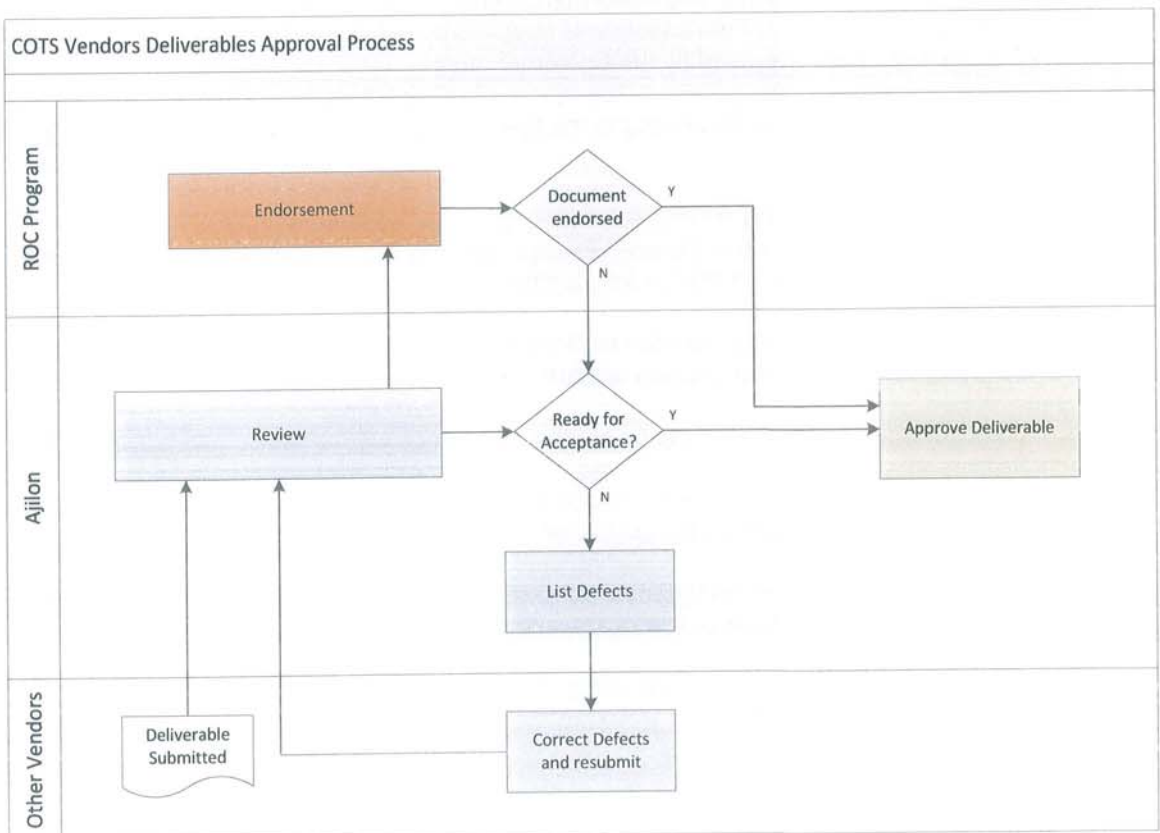 COTS Vendors Deliverables Approval Process
ROC Program
Endorsement
Document
endorsed
Y
N
Ajilon
Review
Ready for
Acceptance?
Y
N
Approve Deliverable
List Defects
Other Vendors
Deliverable
Submitted
Correct Defects
and resubmit